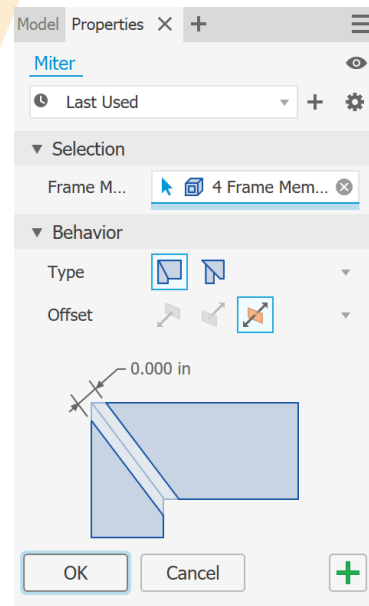 Model Properties
Miter
Last Used
Selection
Frame M... 4 Frame Mem...
Behavior
Type
Offset
0.000 in
OK Cancel